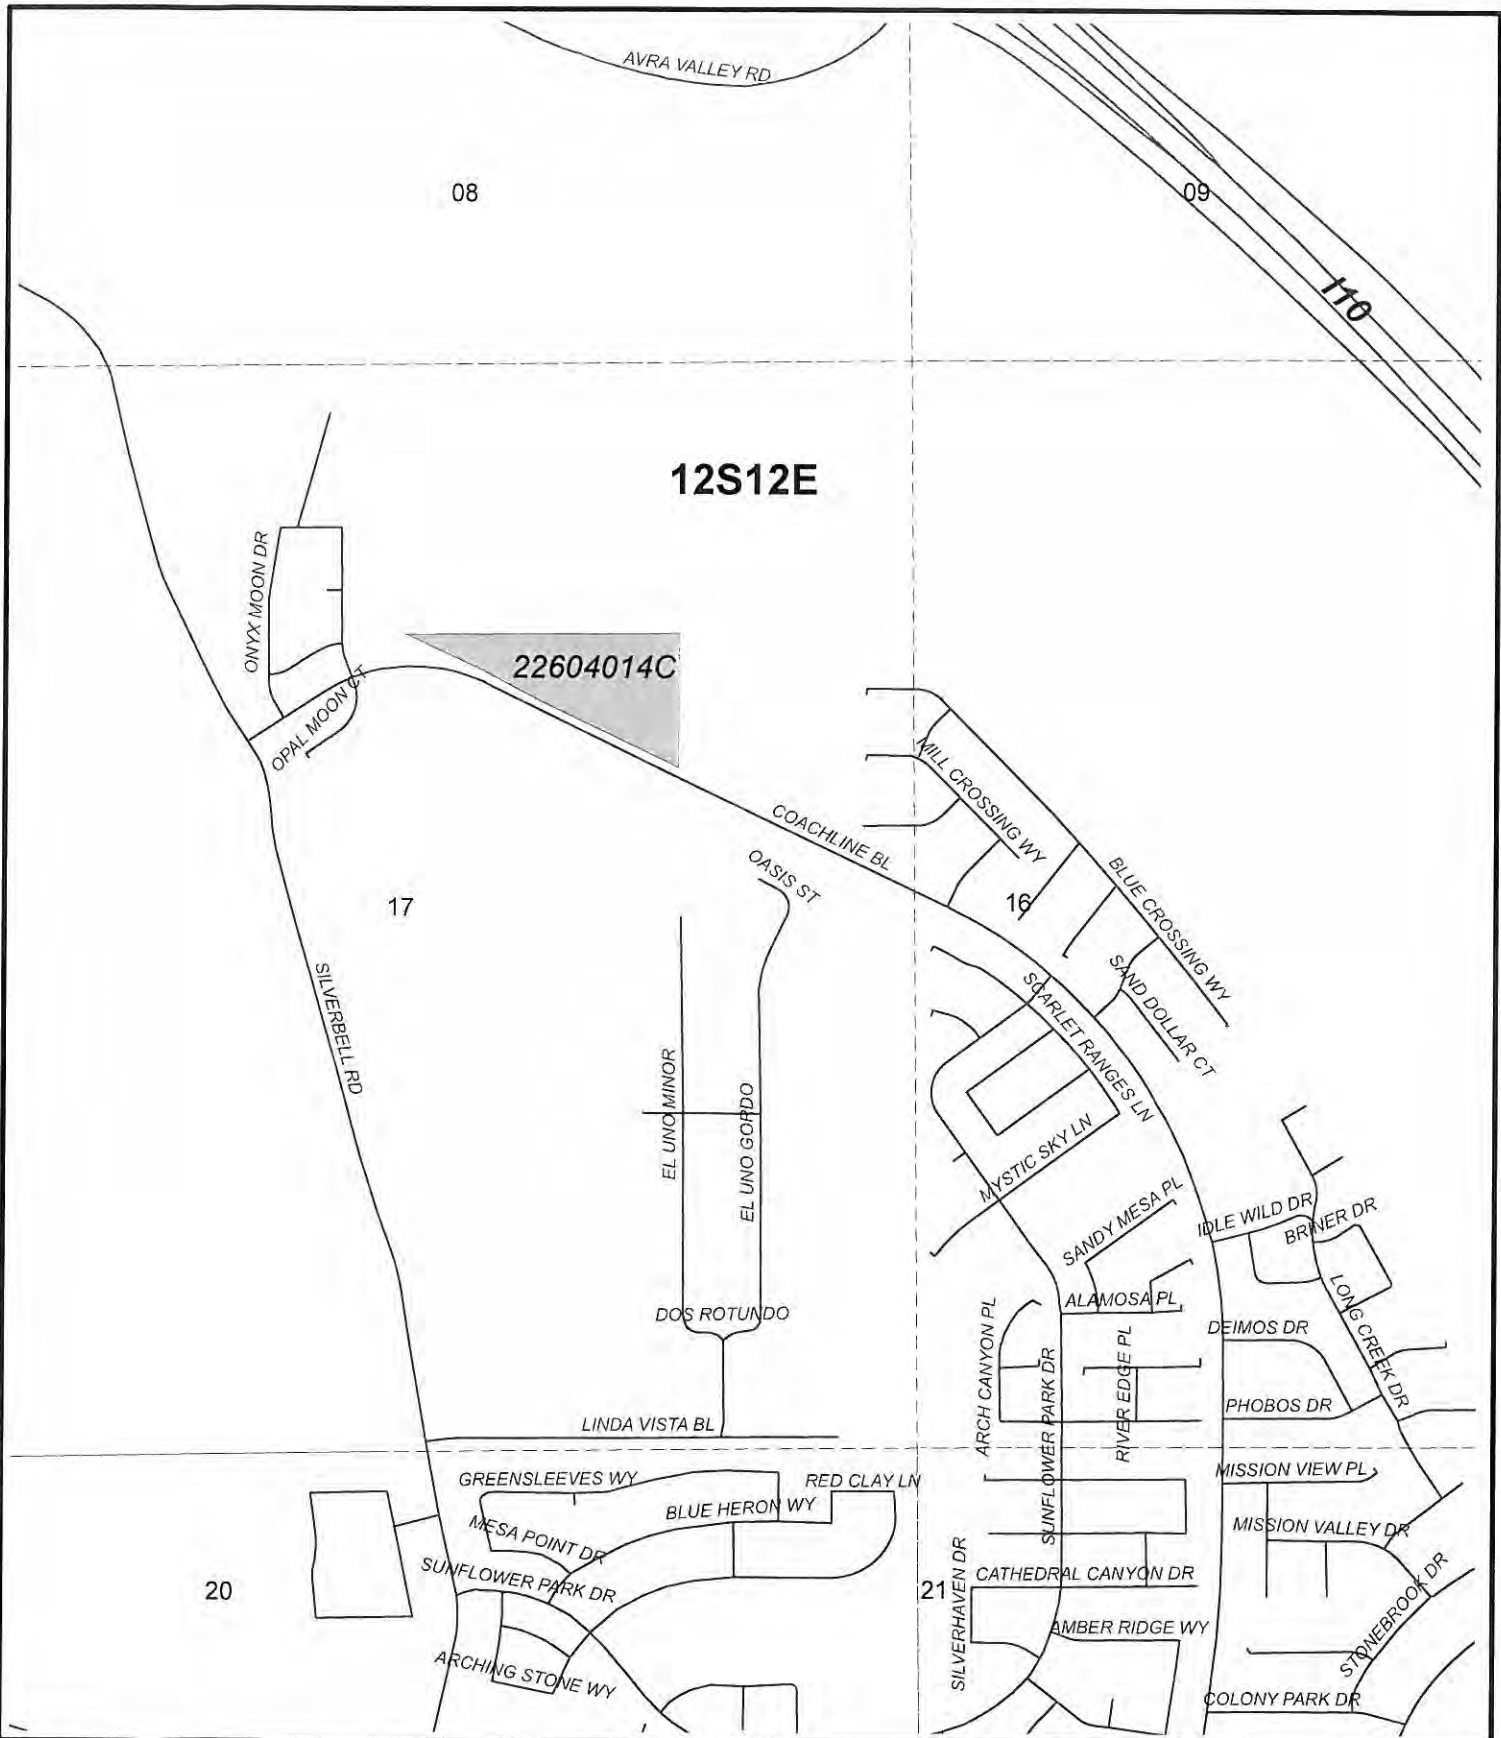 AVRA VALLEY RD
08
09
I10
12S12E
ONYX MOON DR
22604014C
OPAL MOON CT
MILL CROSSING WY
COACHLINE BL
OASIS ST
BLUE CROSSING WY
17
16
SILVERBELL RD
SCARLET RANGES LN
SAND DOLLAR CT
EL UNO MINOR
EL UNO GORDO
MYSTIC SKY LN
SANDY MESA PL
IDLE WILD DR
BRINER DR
DOS ROTUNDO
ALAMOSA PL
ARCH CANYON PL
SUNFLOWER PARK DR
RIVER EDGE PL
DEIMOS DR
LONG CREEK DR
PHOBOS DR
LINDA VISTA BL
GREENSLEEVES WY
RED CLAY LN
MISSION VIEW PL
BLUE HERON WY
MESA POINT DR
MISSION VALLEY DR
SUNFLOWER PARK DR
20
21
SILVERHAVEN DR
CATHEDRAL CANYON DR
STONEBROOK DR
AMBER RIDGE WY
ARCHING STONE WY
COLONY PARK DR